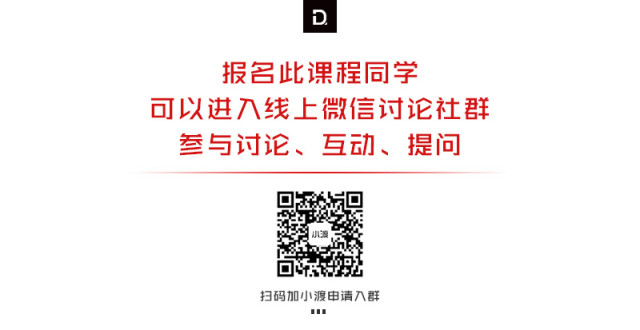 D.
报名此课程同学
可以进入线上微信讨论社群
参与讨论、互动、提问
小渡
扫码加小渡申请入群